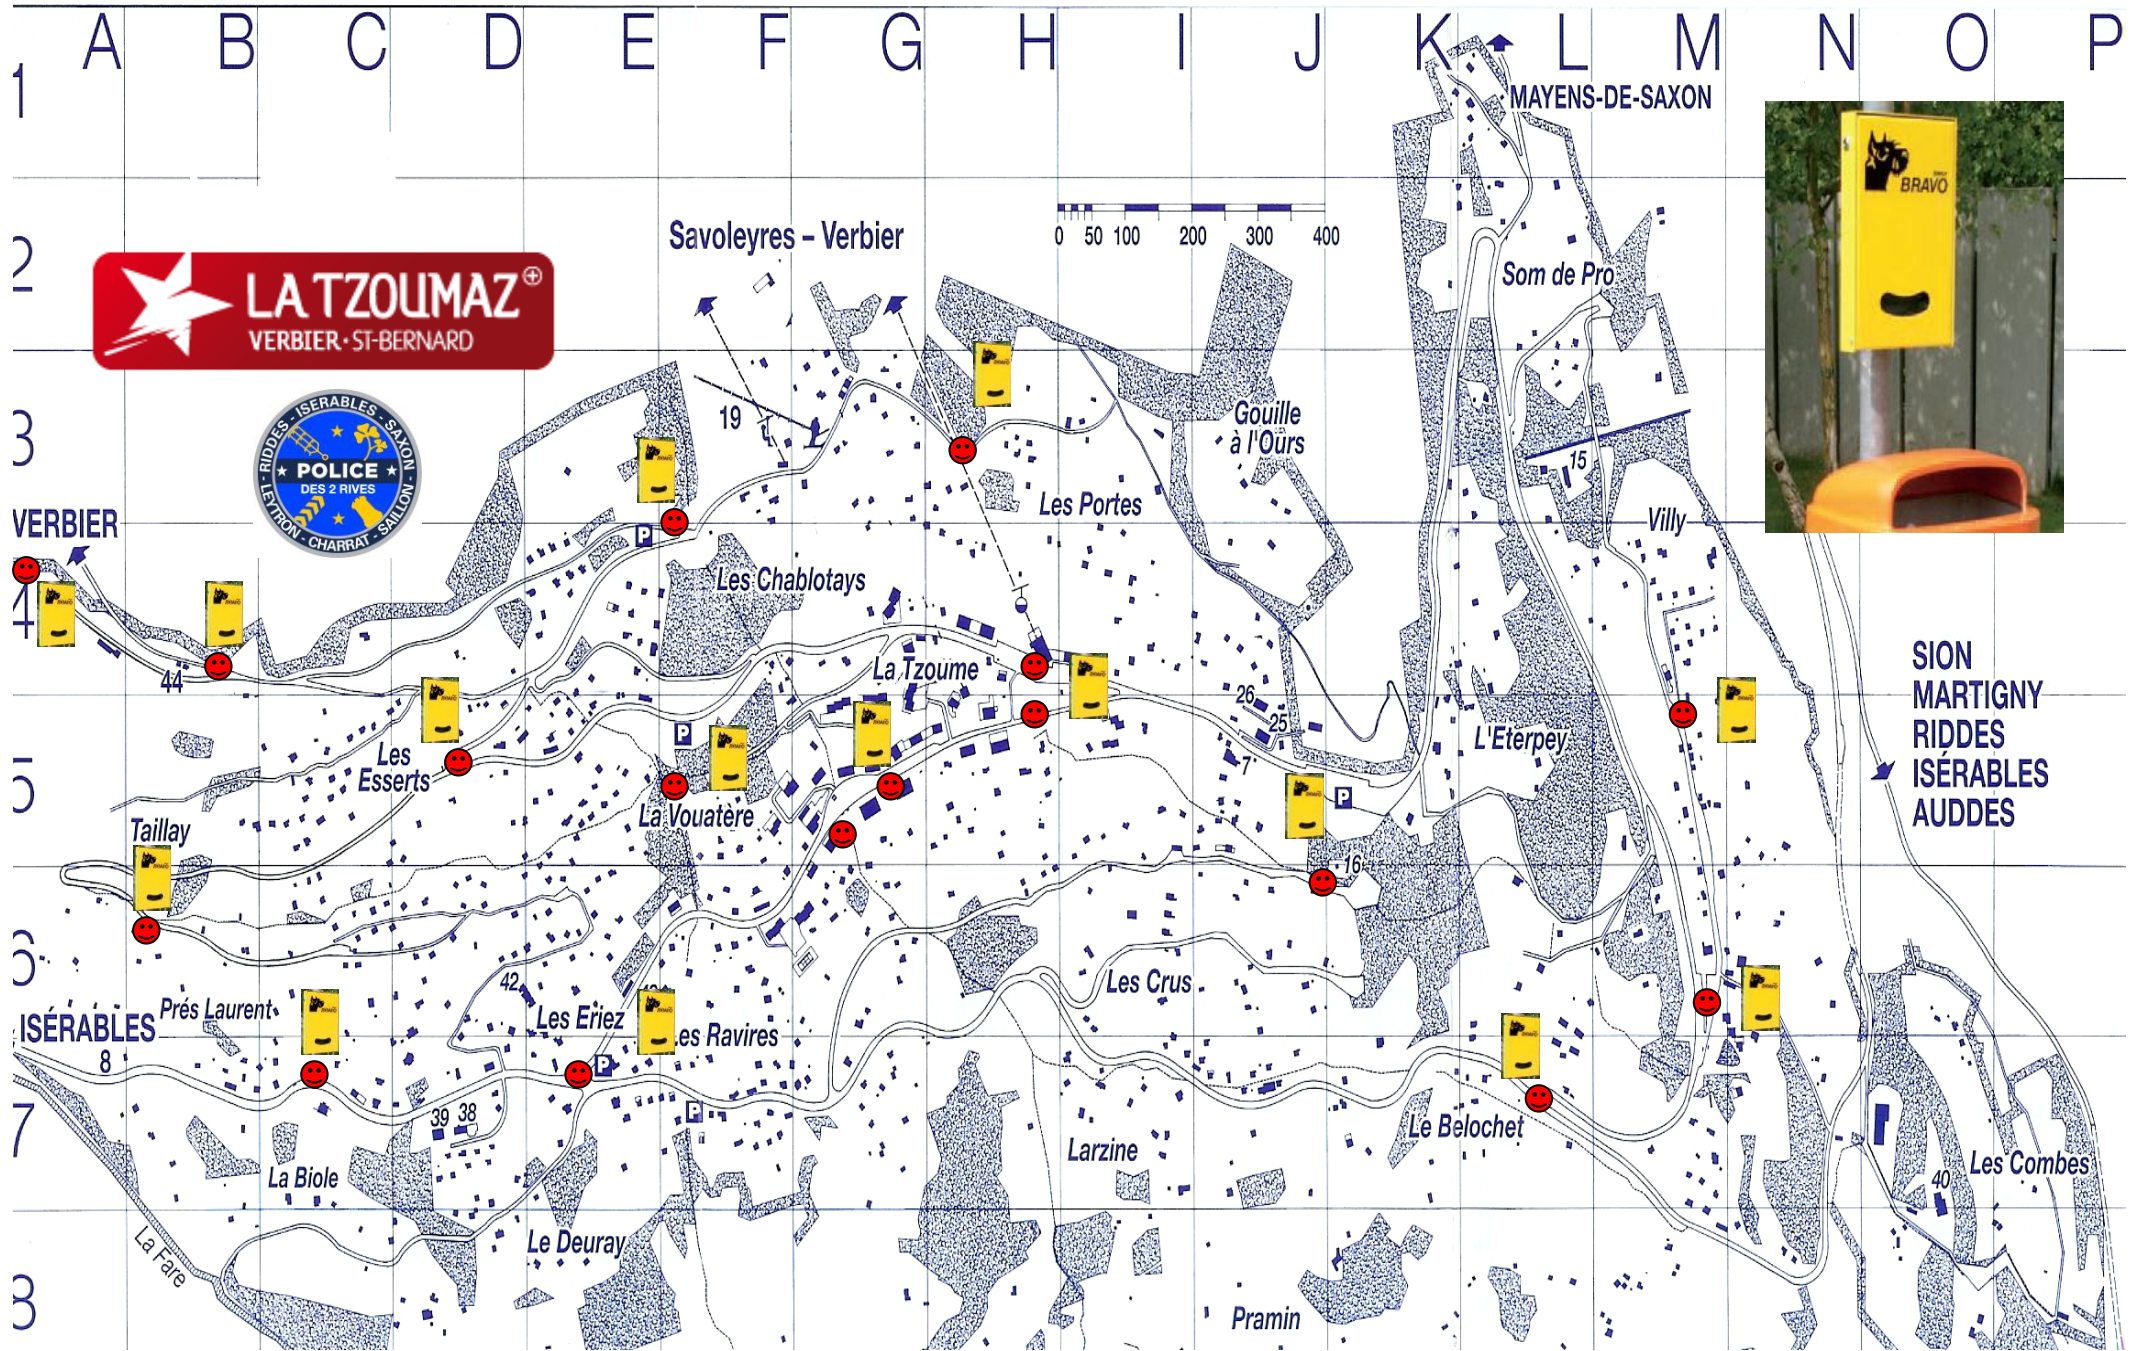 A B C D E F G H I J K L M N O P
1
MAYENS-DE-SAXON
BRAVO
2
Savoleyres – Verbier
0 50 100 200 300 400
Som de Pro
LA TZOUMAZ
VERBIER • ST-BERNARD
3
19
Gouille
à l'Ours
15
RIDDES - ISERABLES - SAXON
LEYTRON - CHARRAT - SAILLON
POLICE
DES 2 RIVES
Les Portes
Villy
VERBIER
P
4
Les Chablotays
44
La Tzoume
SION
MARTIGNY
RIDDES
ISÉRABLES
AUDDES
26
25
P
L'Eterpey
Les
Esserts
5
7
P
La Vouatère
Taillay
16
6
42
Les Crus
Prés Laurent
Les Eriez
Les Ravires
ISÉRABLES
8
P
7
39 38
P
Le Belochet
Larzine
La Biole
Les Combes
40
La Fare
Le Deuray
8
Pramin